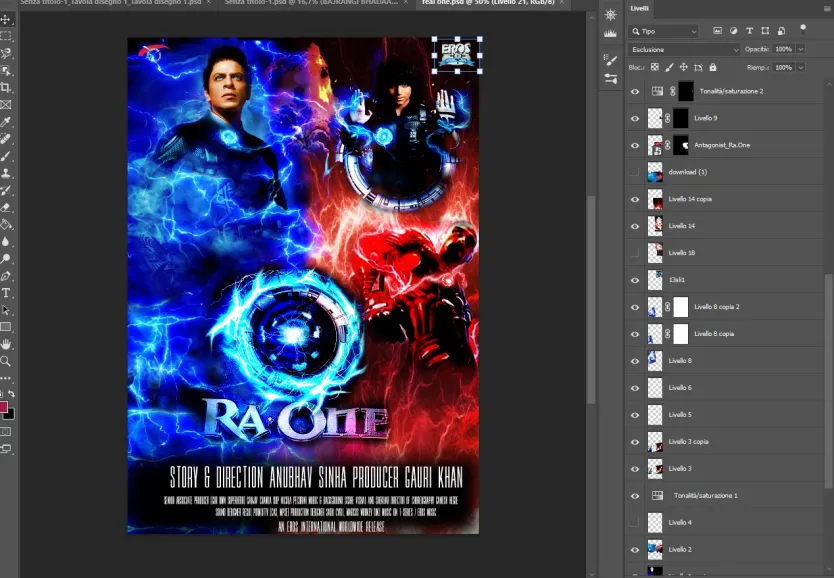 Senza titolo-1_Tavola disegno 1_Tavola disegno 1.psd
Senza titolo-1.psd @ 16,7% (BAJRANGI BHAIJAA...
real one.psd @ 50% (Livello 21, RGB/8)
Livelli
Tipo
Esclusione
Opacità: 100%
Bloc.:
Riemp.: 100%
Tonalità/saturazione 2
Livello 9
Antagonist_Ra.One
download (1)
Livello 14 copia
Livello 14
Livello 18
13sli1
Livello 8 copia 2
Livello 8 copia
Livello 8
Livello 6
Livello 5
Livello 3 copia
Livello 3
Tonalità/saturazione 1
Livello 4
Livello 2
EROS
RA·ONE
STORY & DIRECTION ANUBHAV SINHA PRODUCER GAURI KHAN
AN EROS INTERNATIONAL WORLDWIDE RELEASE